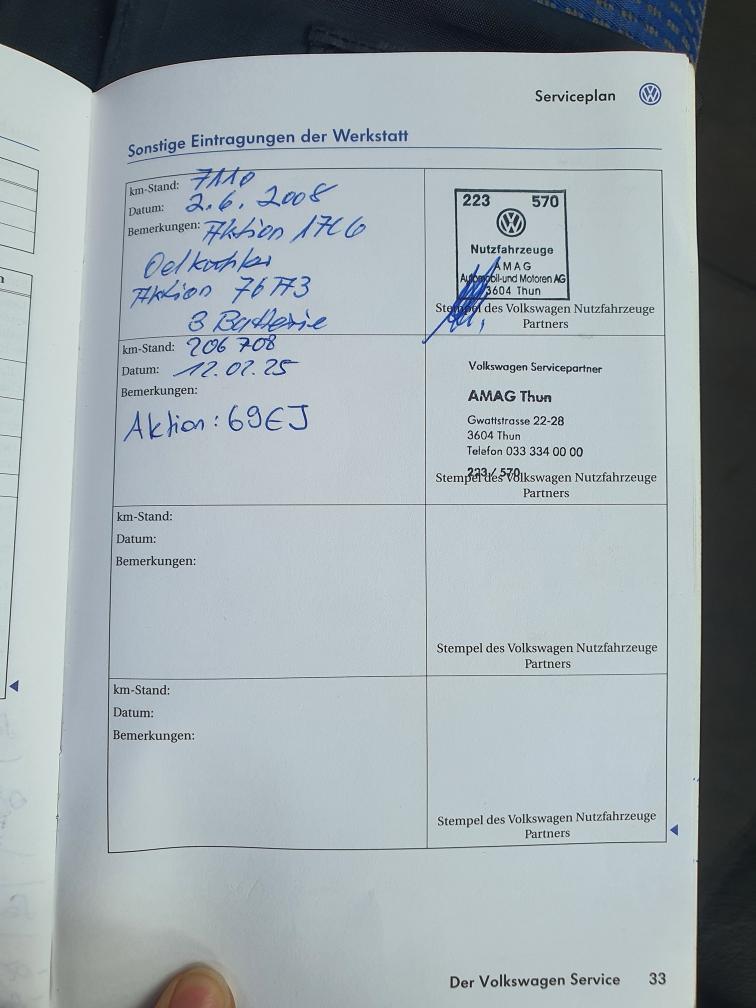 Serviceplan
Sonstige Eintragungen der Werkstatt
km-Stand: 7110
Datum: 2.6.2008
Bemerkungen: Aktion 17C6
Oelkühler
Aktion 76A3
3 Batterie
223 570
Nutzfahrzeuge
AMAG
Automobil-und Motoren AG
3604 Thun
Stempel des Volkswagen Nutzfahrzeuge
Partners
km-Stand: 206 708
Datum: 12.02.25
Bemerkungen:
Aktion: 69EJ
Volkswagen Servicepartner
AMAG Thun
Gwattstrasse 22-28
3604 Thun
Telefon 033 334 00 00
223 / 570
Stempel des Volkswagen Nutzfahrzeuge
Partners
km-Stand:
Datum:
Bemerkungen:
Stempel des Volkswagen Nutzfahrzeuge
Partners
km-Stand:
Datum:
Bemerkungen:
Stempel des Volkswagen Nutzfahrzeuge
Partners
Der Volkswagen Service 33